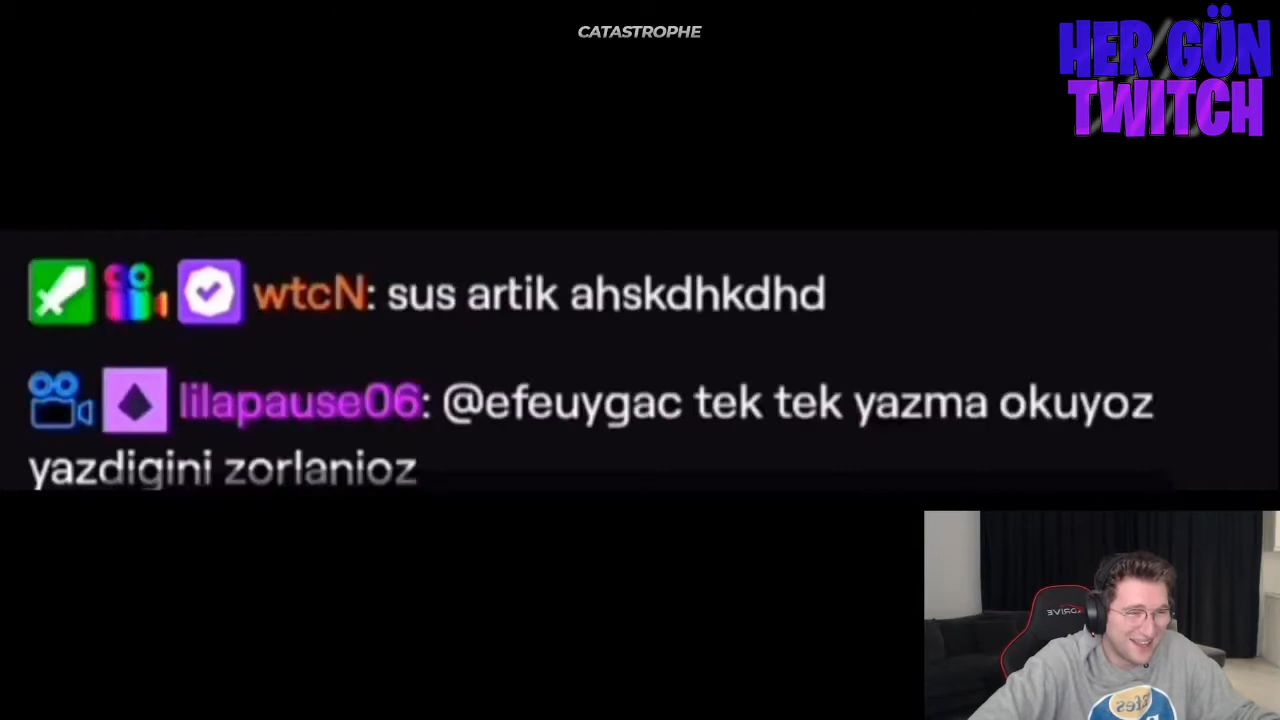 CATASTROPHE
HER GÜN
TWITCH
wtcN: sus artik ahskdhkdhd
lilapause06: @efeuygac tek tek yazma okuyoz
yazdigini zorlanioz